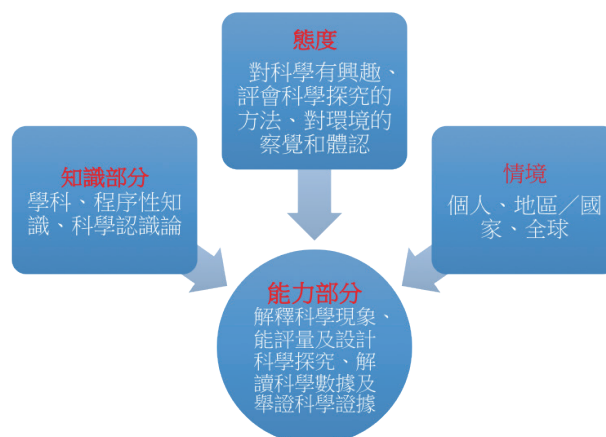 態度
對科學有興趣、
評會科學探究的
方法、對環境的
察覺和體認
知識部分
學科、程序性知
識、科學認識論
情境
個人、地區／國
家、全球
能力部分
解釋科學現象、
能評量及設計
科學探究、解
讀科學數據及
舉證科學證據